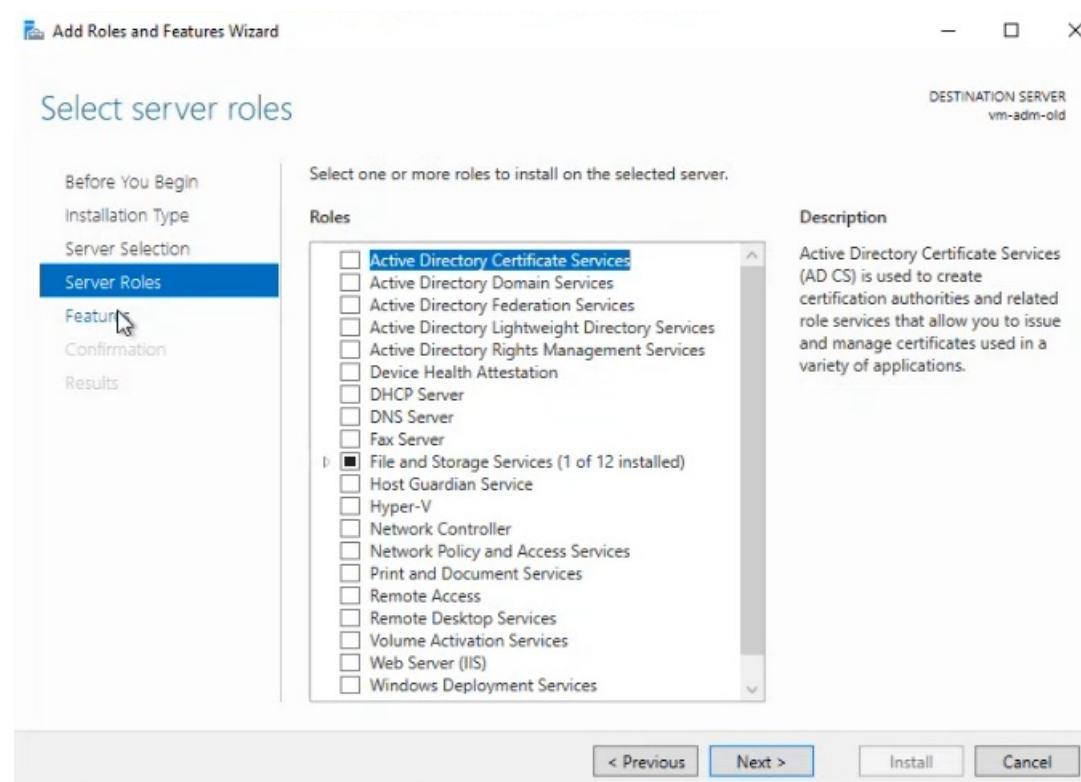 Add Roles and Features Wizard
Select server roles
DESTINATION SERVER
vm-adm-old
Before You Begin
Installation Type
Server Selection
Server Roles
Features
Confirmation
Results
Select one or more roles to install on the selected server.
Roles
Active Directory Certificate Services
Active Directory Domain Services
Active Directory Federation Services
Active Directory Lightweight Directory Services
Active Directory Rights Management Services
Device Health Attestation
DHCP Server
DNS Server
Fax Server
File and Storage Services (1 of 12 installed)
Host Guardian Service
Hyper-V
Network Controller
Network Policy and Access Services
Print and Document Services
Remote Access
Remote Desktop Services
Volume Activation Services
Web Server (IIS)
Windows Deployment Services
Description
Active Directory Certificate Services
(AD CS) is used to create
certification authorities and related
role services that allow you to issue
and manage certificates used in a
variety of applications.
< Previous
Next >
Install
Cancel